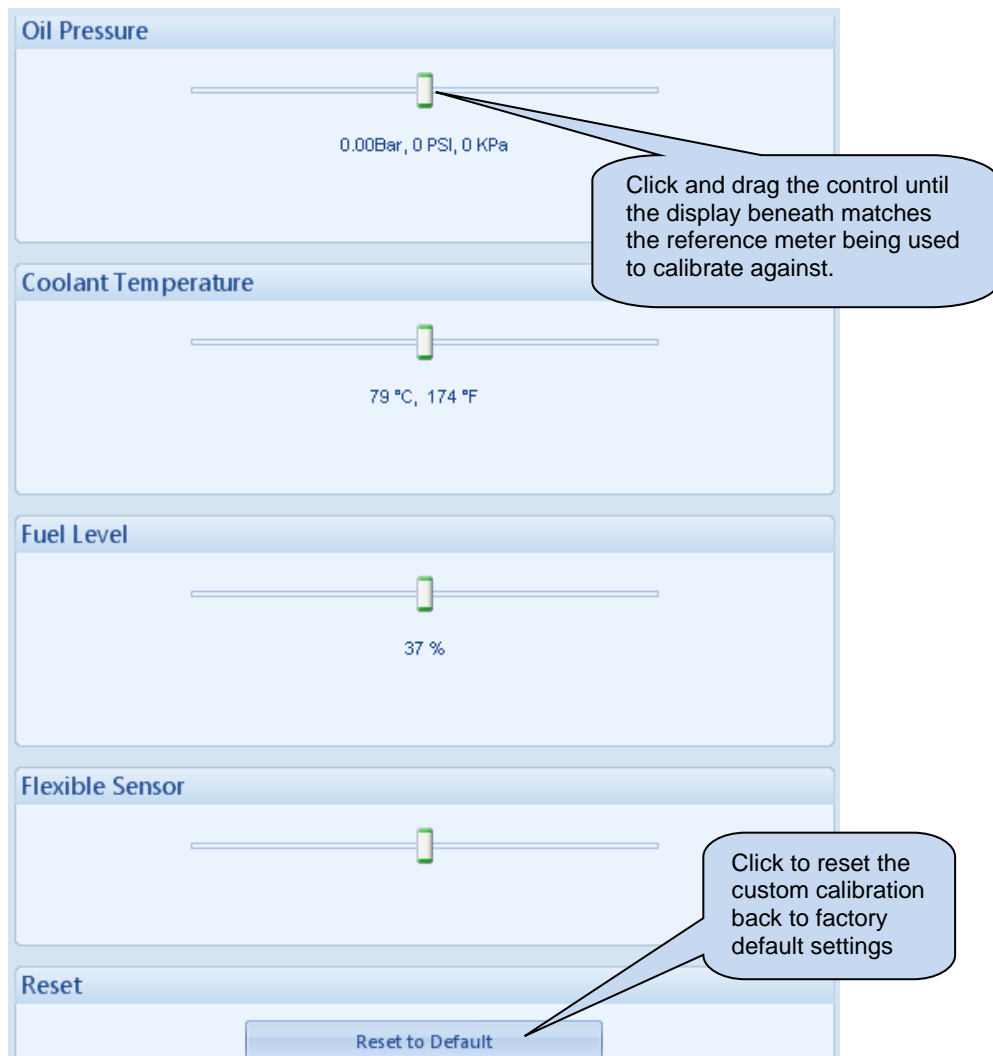 Oil Pressure
0.00Bar, 0 PSI, 0 KPa
Click and drag the control until
the display beneath matches
the reference meter being used
to calibrate against.
Coolant Temperature
79 °C, 174 °F
Fuel Level
37 %
Flexible Sensor
Click to reset the
custom calibration
back to factory
default settings
Reset
Reset to Default